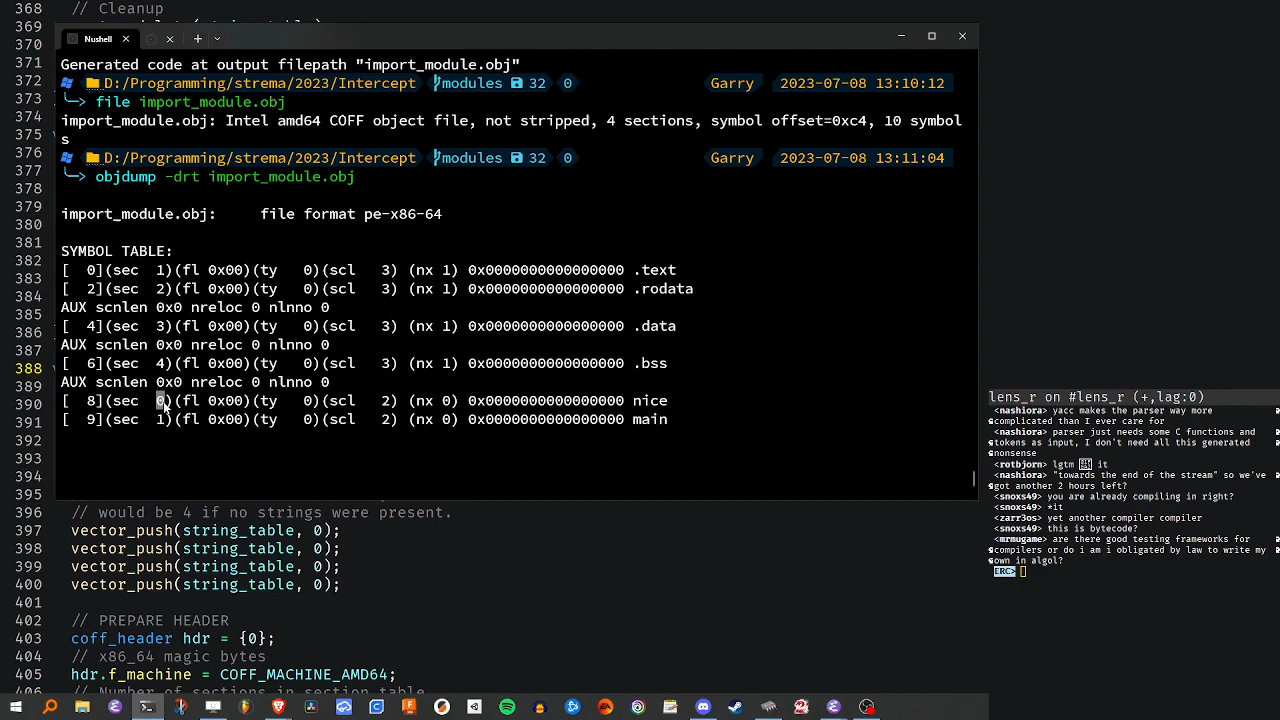 368 // Cleanup
369
370
371
372
373
374
375
376
377
378
379
380
381
382
383
384
385
386
387
388
389
390
391
392
393
394
395
396 // would be 4 if no strings were present.
397 vector_push(string_table, 0);
398 vector_push(string_table, 0);
399 vector_push(string_table, 0);
400 vector_push(string_table, 0);
401
402 // PREPARE HEADER
403 coff_header hdr = {0};
404 // x86_64 magic bytes
405 hdr.f_machine = COFF_MACHINE_AMD64;
406 // Number of sections in section table
Nushell
Generated code at output filepath "import_module.obj"
D:/Programming/strema/2023/Intercept modules 32 0 Garry 2023-07-08 13:10:12
╰─> file import_module.obj
import_module.obj: Intel amd64 COFF object file, not stripped, 4 sections, symbol offset=0xc4, 10 symbol
s
D:/Programming/strema/2023/Intercept modules 32 0 Garry 2023-07-08 13:11:04
╰─> objdump -drt import_module.obj
import_module.obj: file format pe-x86-64
SYMBOL TABLE:
[ 0](sec 1)(fl 0x00)(ty 0)(scl 3) (nx 1) 0x0000000000000000 .text
[ 2](sec 2)(fl 0x00)(ty 0)(scl 3) (nx 1) 0x0000000000000000 .rodata
AUX scnlen 0x0 nreloc 0 nlnno 0
[ 4](sec 3)(fl 0x00)(ty 0)(scl 3) (nx 1) 0x0000000000000000 .data
AUX scnlen 0x0 nreloc 0 nlnno 0
[ 6](sec 4)(fl 0x00)(ty 0)(scl 3) (nx 1) 0x0000000000000000 .bss
AUX scnlen 0x0 nreloc 0 nlnno 0
[ 8](sec 0)(fl 0x00)(ty 0)(scl 2) (nx 0) 0x0000000000000000 nice
[ 9](sec 1)(fl 0x00)(ty 0)(scl 2) (nx 0) 0x0000000000000000 main
lens_r on #lens_r (+,lag:0)
<nashiora> yacc makes the parser way more
complicated than I ever care for
<nashiora> parser just needs some C functions and
tokens as input, I don't need all this generated
nonsense
<rotbjorn> lgtm it
<nashiora> "towards the end of the stream" so we've
got another 2 hours left?
<snoxs49> you are already compiling in right?
<snoxs49> *it
<zarr3os> yet another compiler compiler
<snoxs49> this is bytecode?
<mrmugame> are there good testing frameworks for
compilers or do i am i obligated by law to write my
own in algol?
ERC>